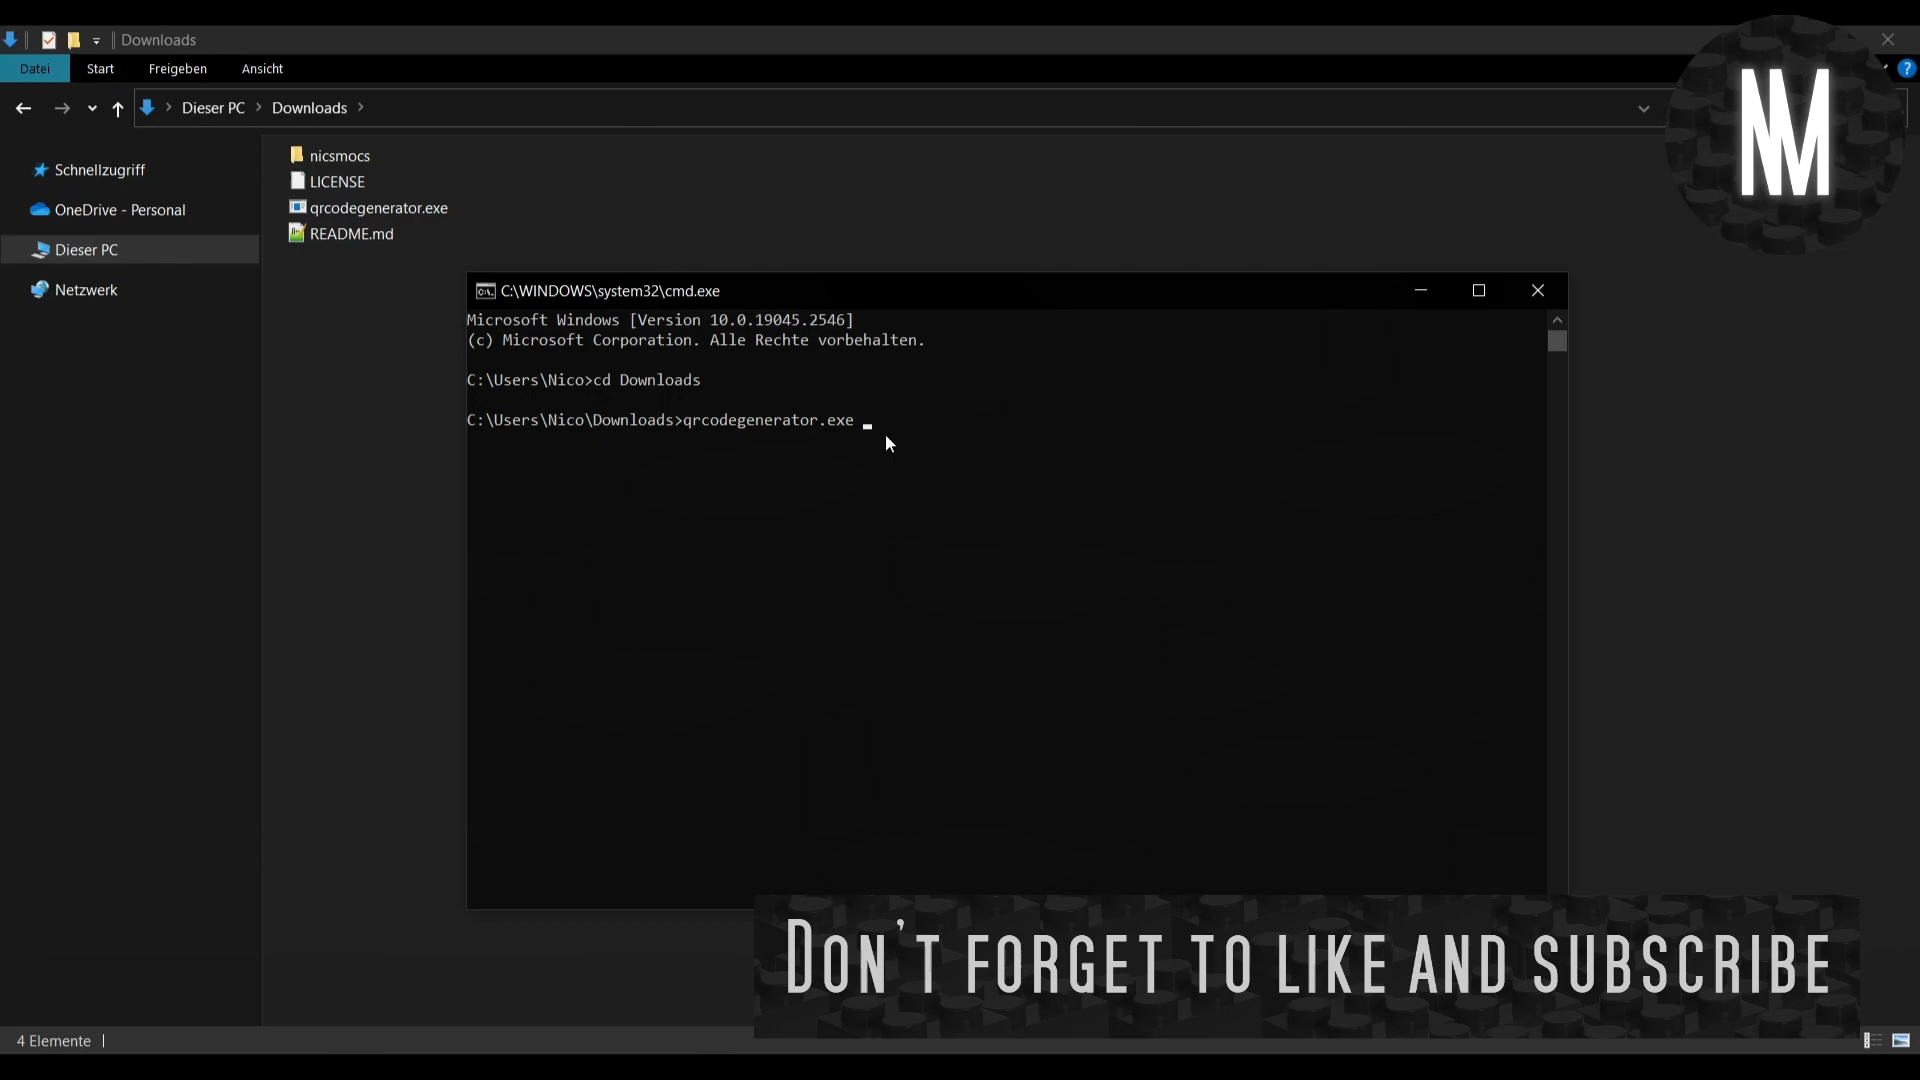 Downloads
Datei Start Freigeben Ansicht ?
Dieser PC Downloads
NM
Schnellzugriff
OneDrive - Personal
Dieser PC
Netzwerk
nicsmocs
LICENSE
qrcodegenerator.exe
README.md
C:\WINDOWS\system32\cmd.exe
Microsoft Windows [Version 10.0.19045.2546]
(c) Microsoft Corporation. Alle Rechte vorbehalten.
C:\Users\Nico>cd Downloads
C:\Users\Nico\Downloads>qrcodegenerator.exe
DON'T FORGET TO LIKE AND SUBSCRIBE
4 Elemente